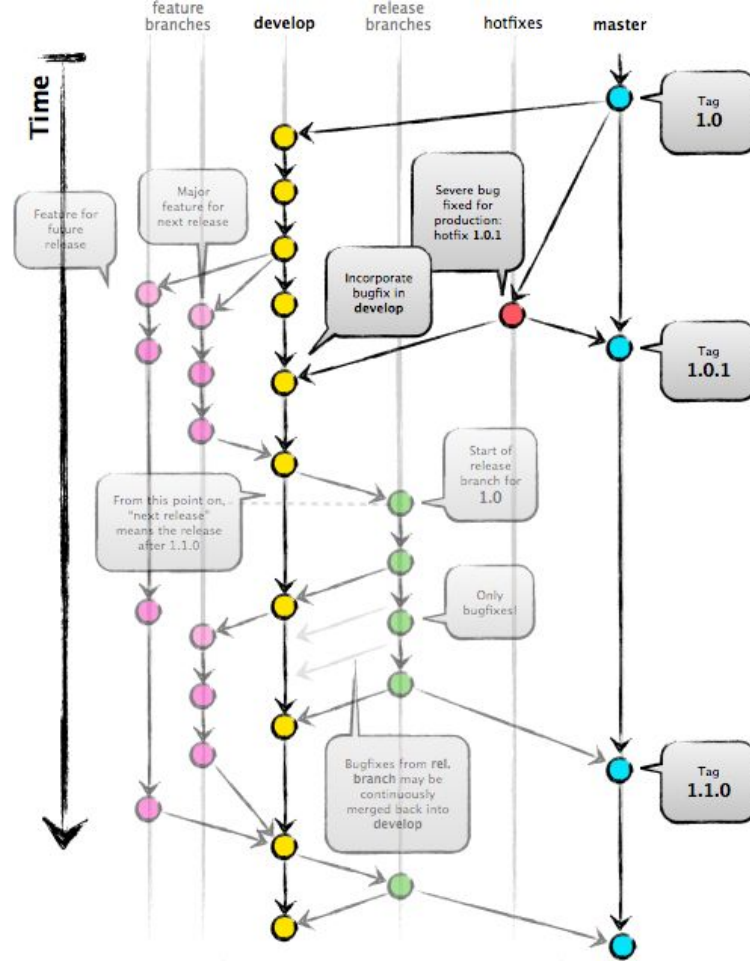 feature
branches
develop
release
branches
hotfixes
master
Time
Tag
1.0
Feature for
future
release
Major
feature for
next release
Severe bug
fixed for
production:
hotfix 1.0.1
Incorporate
bugfix in
develop
Tag
1.0.1
Start of
release
branch for
1.0
From this point on,
"next release"
means the release
after 1.1.0
Only
bugfixes!
Bugfixes from rel.
branch may be
continuously
merged back into
develop
Tag
1.1.0